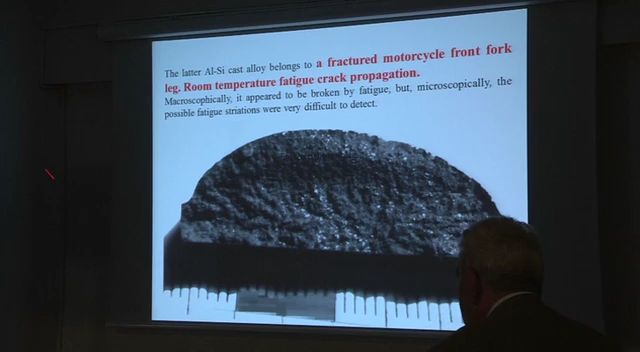 The latter Al-Si cast alloy belongs to a fractured motorcycle front fork
leg. Room temperature fatigue crack propagation.
Macroscophically, it appeared to be broken by fatigue, but, microscopically, the
possible fatigue striations were very difficult to detect.